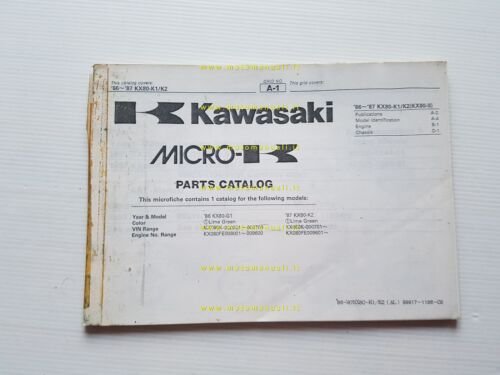 This catalog covers:
'86～'87 KX80-K1/K2
GRID NO.
A-1
This grid covers:
Kawasaki
'86～'87 KX80-K1/K2(KX80-II)
Publications A-2
Model Identification A-4
Engine B-1
Chassis D-1
MICRO-K
PARTS CATALOG
This microfiche contains 1 catalog for the following models:
Year & Model '86 KX80-G1 '87 KX80-K2
Color ①Lime Green ①Lime Green
VIN Range
Engine No. Range KX080FE009601～
www.motomanuali.it